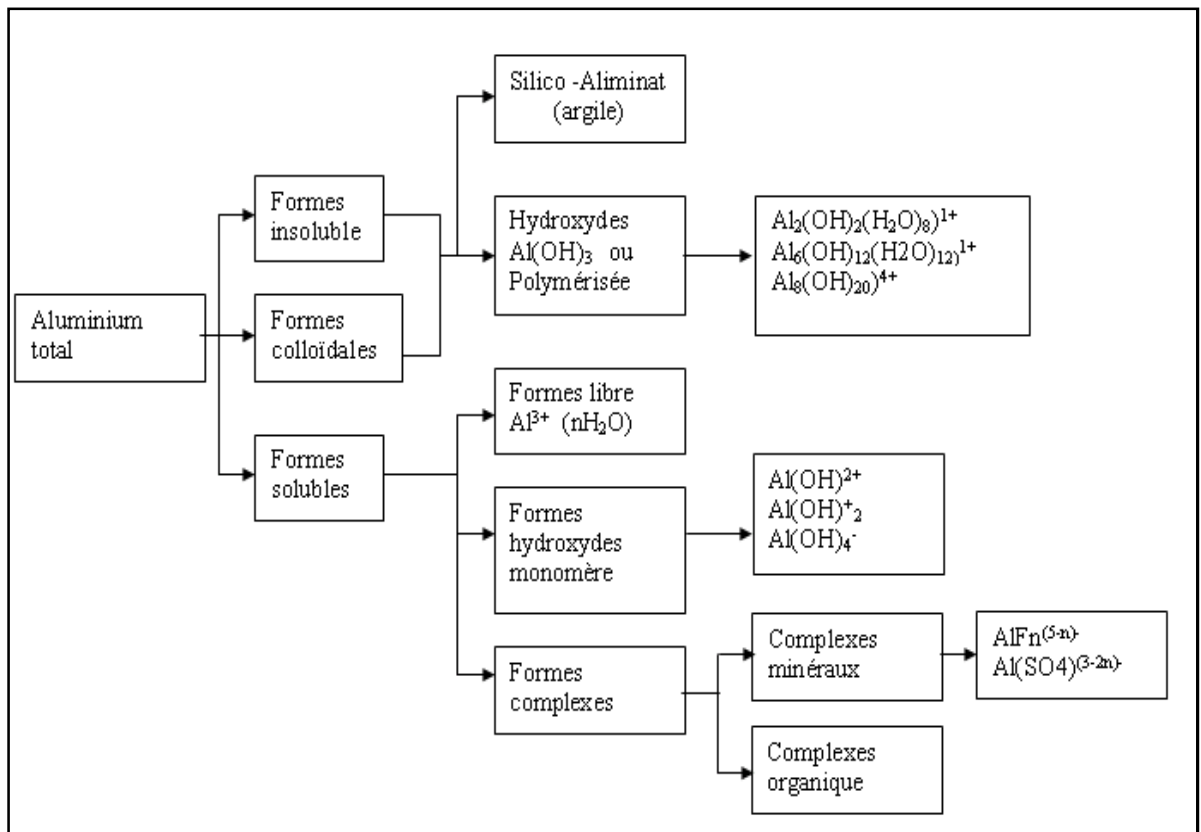 Silico -Aliminat
(argile)
Formes
insoluble
Hydroxydes
Al(OH)₃ ou
Polymérisée
Al₂(OH)₂(H₂O)₈)¹⁺
Al₆(OH)₁₂(H2O)₁₂₎¹⁺
Al₈(OH)₂₀)⁴⁺
Aluminium
total
Formes
colloïdales
Formes libre
Al³⁺ (nH₂O)
Formes
solubles
Formes
hydroxydes
monomère
Al(OH)²⁺
Al(OH)⁺₂
Al(OH)₄⁻
Formes
complexes
Complexes
minéraux
AlFn⁽⁵⁻ⁿ⁾⁻
Al(SO4)⁽³⁻²ⁿ⁾⁻
Complexes
organique